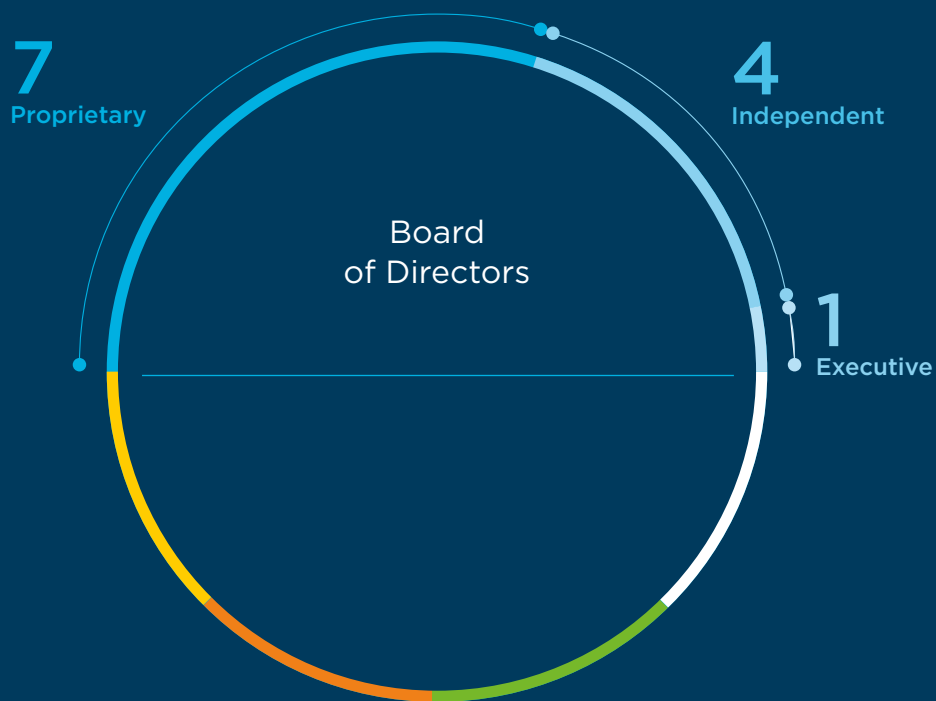 7
Proprietary
4
Independent
Board
of Directors
1
Executive